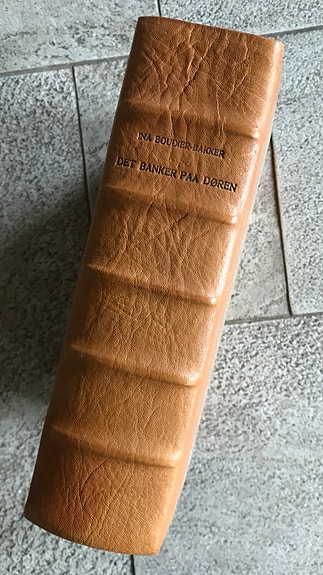 INA BOUDIER-BAKKER
DET BANKER PAA DØREN